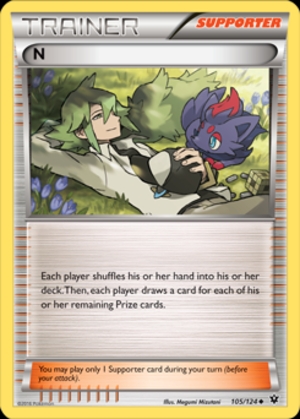 TRAINER SUPPORTER
N
Each player shuffles his or her hand into his or her
deck.Then, each player draws a card for each of his
or her remaining Prize cards.
You may play only 1 Supporter card during your turn (before
your attack).
©2016 Pokémon
Illus. Megumi Mizutani
105/124